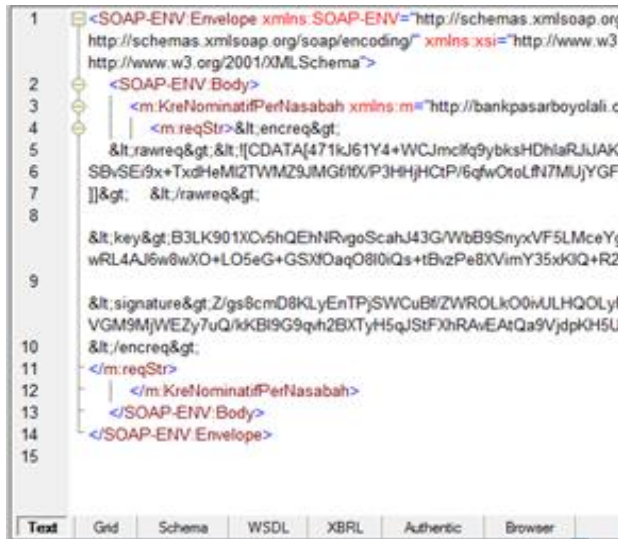 1 <SOAP-ENV:Envelope xmlns:SOAP-ENV="http://schemas.xmlsoap.org
http://schemas.xmlsoap.org/soap/encoding/" xmlns:xsi="http://www.w3
http://www.w3.org/2001/XMLSchema">
2 <SOAP-ENV:Body>
3 <m:KreNominatifPerNasabah xmlns:m="http://bankpasarboyolali.c
4 <m:reqStr>&lt;encreq&gt;
5 &lt;rawreq&gt;&lt;![CDATA[471kJ61Y4+WCJmclfq9ybksHDhlaRJiJAK
6 SBvSEi9x+TxdHeMI2TWMZ9JMGf/tfX/P3HHjHCtP/6qfwOtoLfN7MUjYGF
7 ]]&gt; &lt;/rawreq&gt;
8
&lt;key&gt;B3LK901XCv5hQEhNRvgoScahJ43G/WbB9SnyxVF5LMceYg
wRL4AJ6w8wXO+LO5eG+GSXfOaqO8I0iQs+tBvzPe8XVimY35xKlQ+R2
9
&lt;signature&gt;Z/gs8cmD8KLyEnTPjSWCuBf/ZWROLkO0ivULHQOLy
VGM9MjWEZy7uQ/kKBI9G9qvh2BXTyH5qJStFXhRAvEAtQa9VjdpKH5U
10 &lt;/encreq&gt;
11 </m:reqStr>
12 </m:KreNominatifPerNasabah>
13 </SOAP-ENV:Body>
14 </SOAP-ENV:Envelope>
15
Text Grid Schema WSDL XBRL Authentic Browser